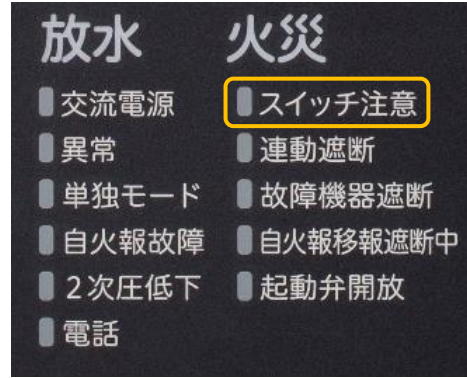 放水 火災
交流電源 スイッチ注意
異常 連動遮断
単独モード 故障機器遮断
自火報故障 自火報移報遮断中
2次圧低下 起動弁開放
電話